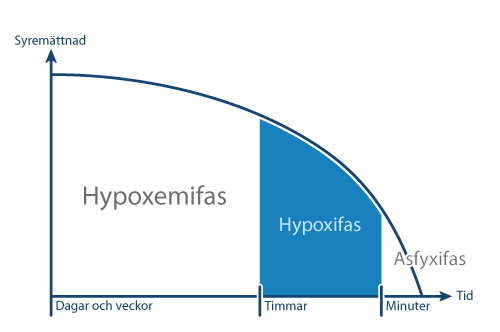 Syremättnad
Hypoxemifas
Hypoxifas
Asfyxifas
Tid
Dagar och veckor
Timmar
Minuter